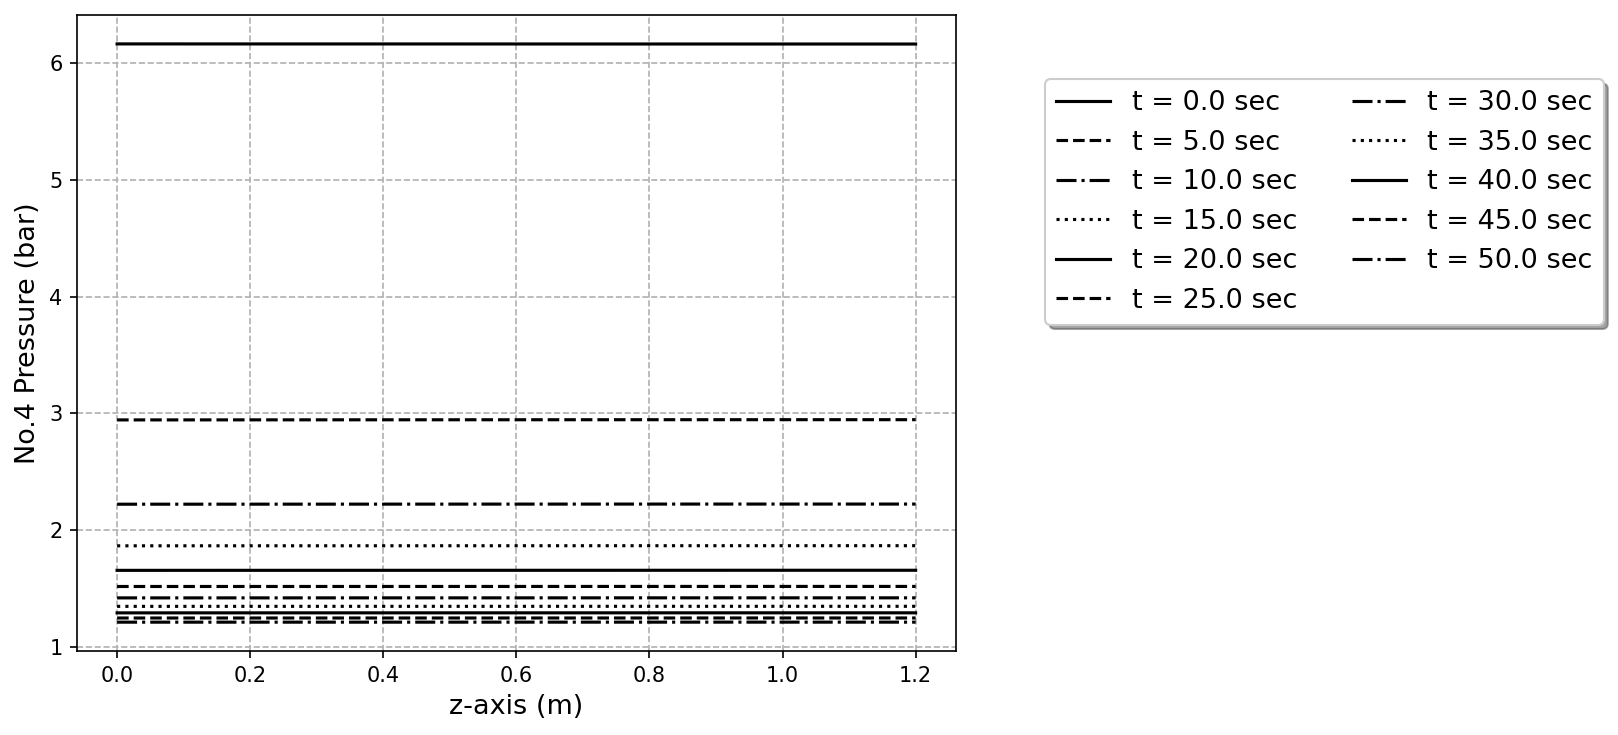 No.4 Pressure (bar)
6
5
4
3
2
1
0.0 0.2 0.4 0.6 0.8 1.0 1.2
z-axis (m)
t = 0.0 sec
t = 5.0 sec
t = 10.0 sec
t = 15.0 sec
t = 20.0 sec
t = 25.0 sec
t = 30.0 sec
t = 35.0 sec
t = 40.0 sec
t = 45.0 sec
t = 50.0 sec